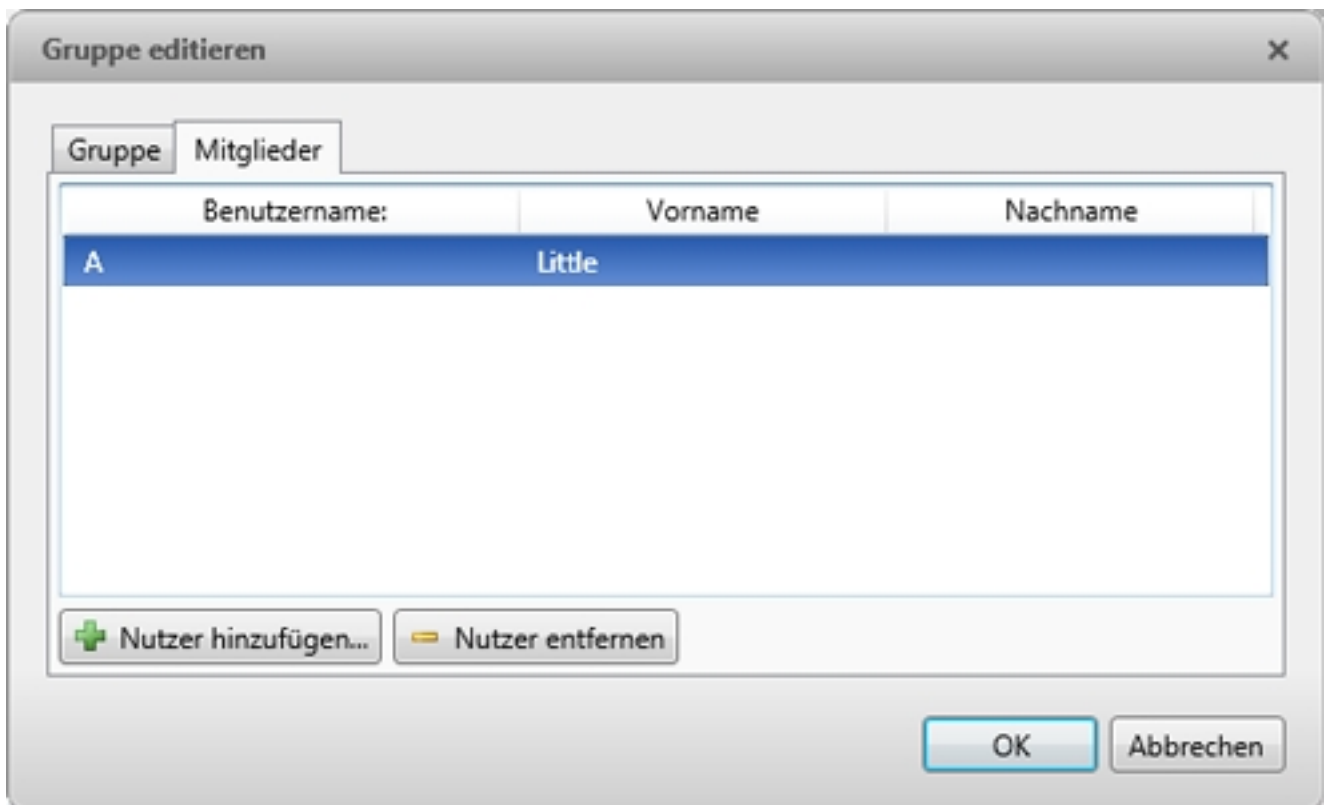 Gruppe editieren
Gruppe Mitglieder
Benutzername: Vorname Nachname
A Little
Nutzer hinzufügen... Nutzer entfernen
OK Abbrechen